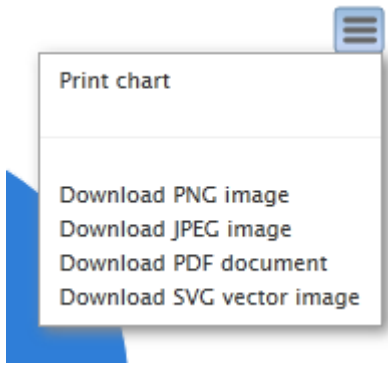 Print chart
Download PNG image
Download JPEG image
Download PDF document
Download SVG vector image